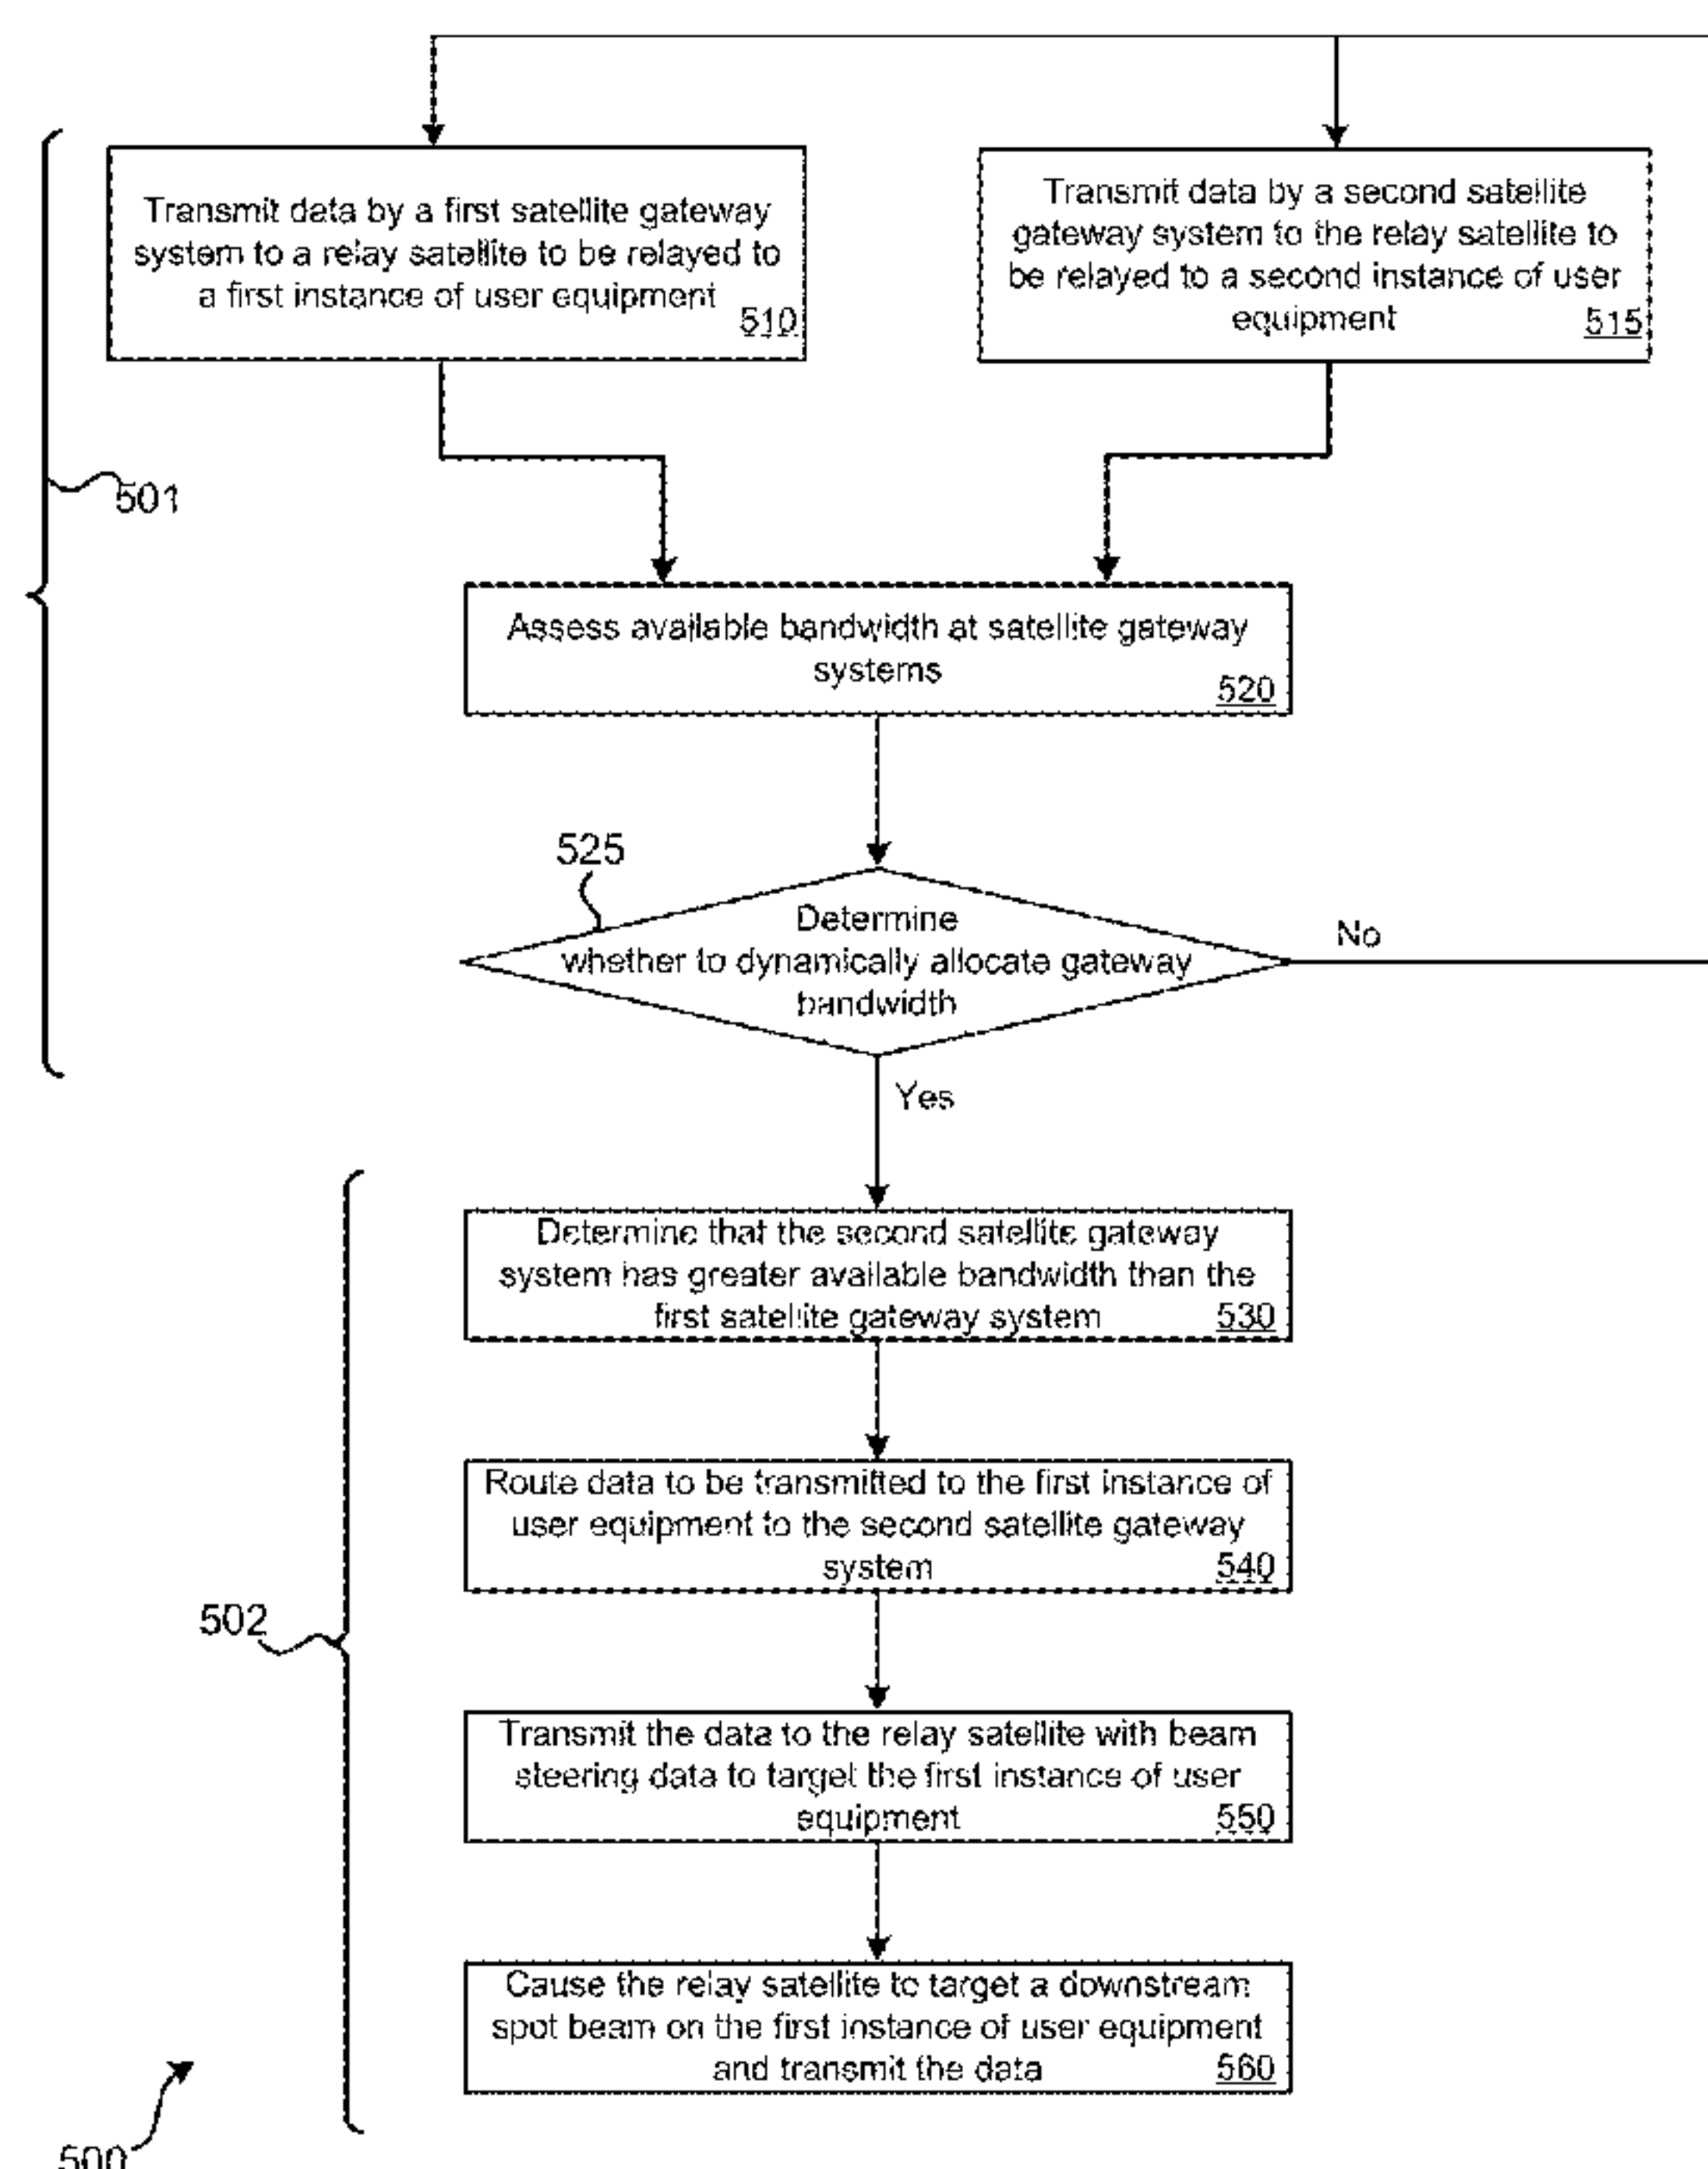 Transmit data by a first satellite gateway
system to a relay satellite to be relayed to
a first instance of user equipment
510
Transmit data by a second satellite
gateway system to the relay satellite to
be relayed to a second instance of user
equipment
515
501
Assess available bandwidth at satellite gateway
systems
520
525
Determine
whether to dynamically allocate gateway
bandwidth
No
Yes
Determine that the second satellite gateway
system has greater available bandwidth than the
first satellite gateway system
530
Route data to be transmitted to the first instance of
user equipment to the second satellite gateway
system
540
502
Transmit the data to the relay satellite with beam
steering data to target the first instance of user
equipment
550
Cause the relay satellite to target a downstream
spot beam on the first instance of user equipment
and transmit the data
560
500